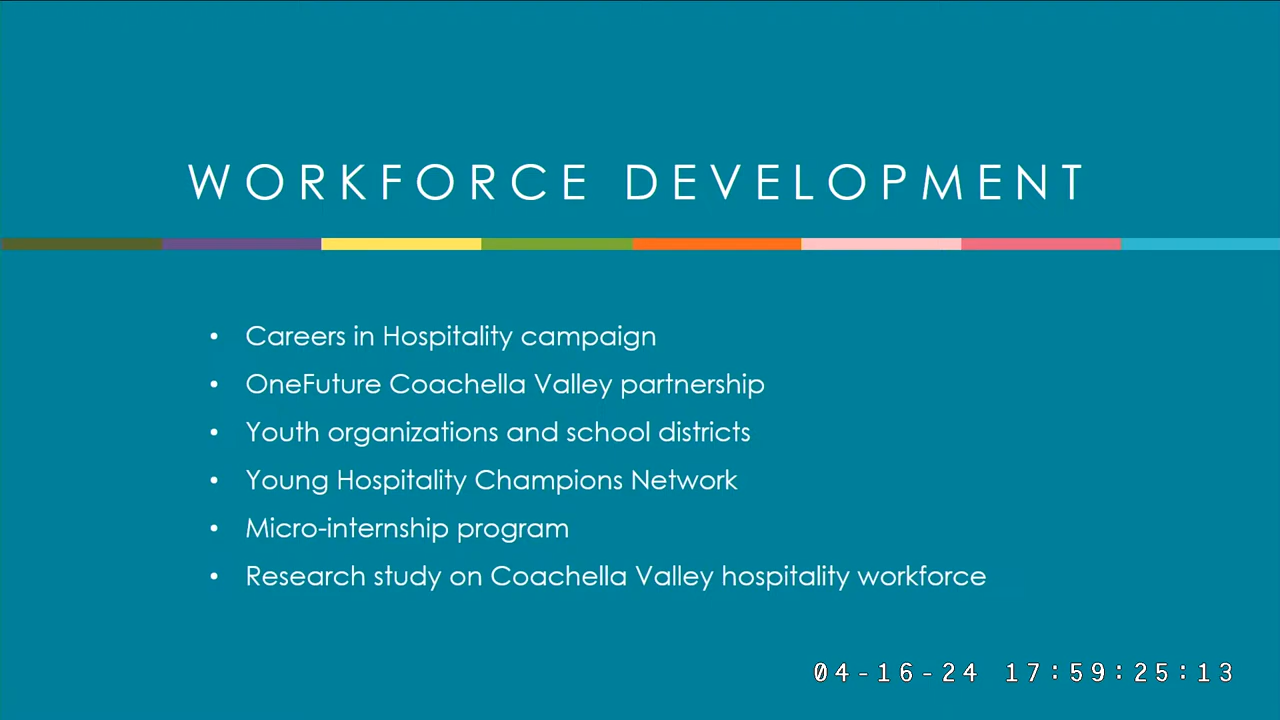 WORKFORCE DEVELOPMENT
• Careers in Hospitality campaign
• OneFuture Coachella Valley partnership
• Youth organizations and school districts
• Young Hospitality Champions Network
• Micro-internship program
• Research study on Coachella Valley hospitality workforce
04-16-24 17:59:25:13